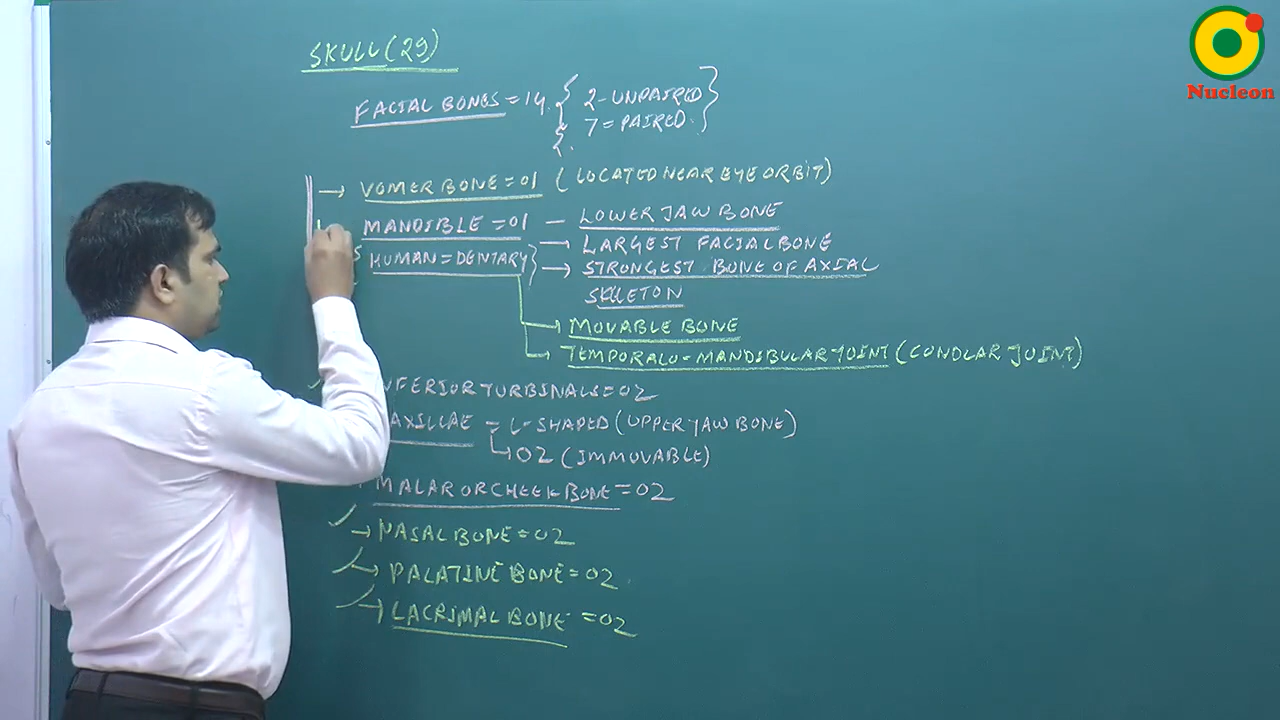 SKULL (29)
FACIAL BONES = 14 { 2 - UNPAIRED
7 = PAIRED }
→ VOMER BONE = 01 (LOCATED NEAR EYE ORBIT)
MANDIBLE = 01 — LOWER JAW BONE
→ LARGEST FACIAL BONE
{ HUMAN = DENTARY } → STRONGEST BONE OF AXIAL
SKLETON
→ MOVABLE BONE
→ TEMPORALO - MANDIBULAR JOINT (CONDLAR JOINT)
NFERIOR TURBINALS = 02
AXILLAE = L-SHAPED (UPPER JAW BONE)
↳ 02 (IMMOVABLE)
MALAR OR CHEEK BONE = 02
→ NASAL BONE = 02
→ PALATINE BONE = 02
→ LACRIMAL BONE = 02
Nucleon